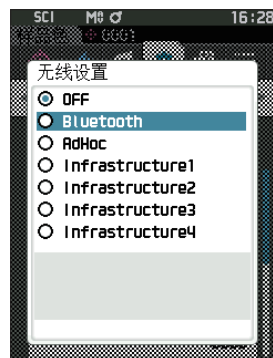 SCI M 16:28
无线设置
OFF
Bluetooth
AdHoc
Infrastructure1
Infrastructure2
Infrastructure3
Infrastructure4